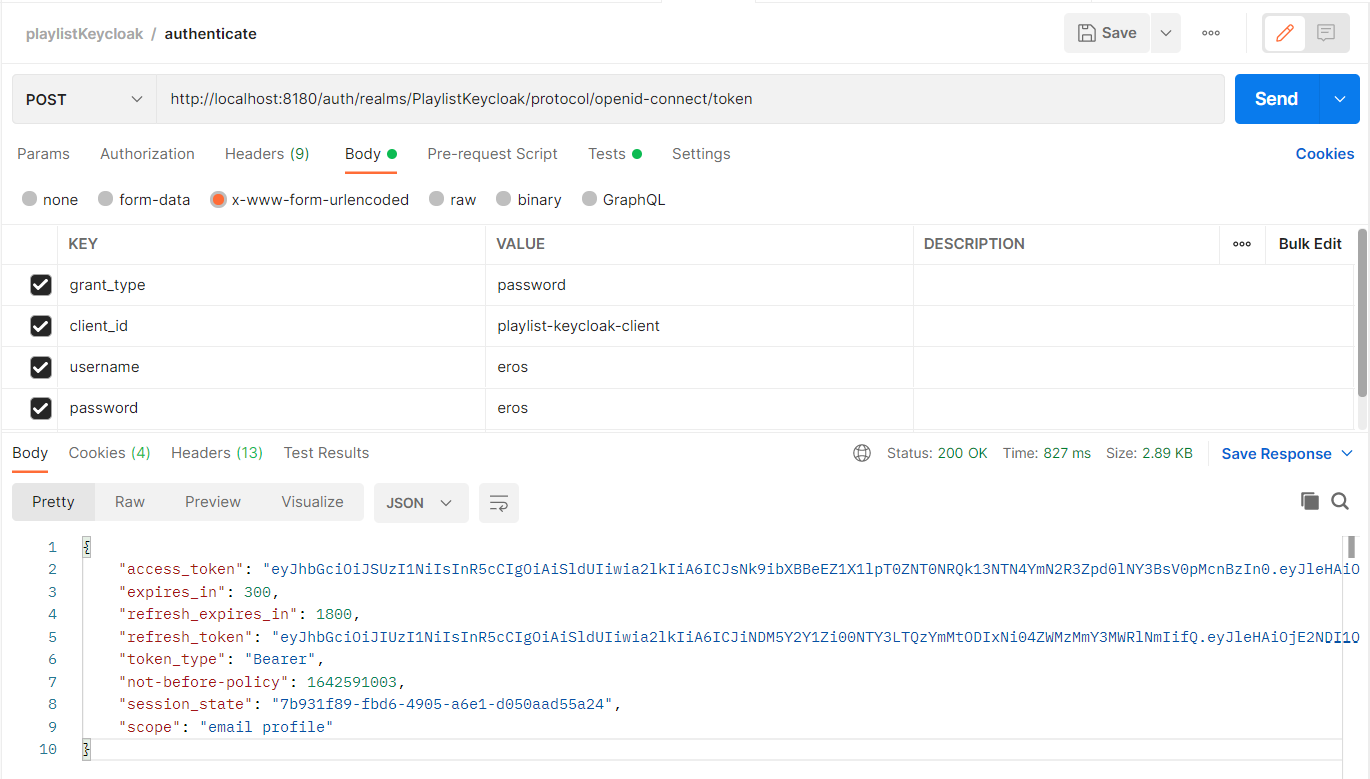 playlistKeycloak / authenticate
Save
POST
http://localhost:8180/auth/realms/PlaylistKeycloak/protocol/openid-connect/token
Send
Params Authorization Headers (9) Body Pre-request Script Tests Settings Cookies
none form-data x-www-form-urlencoded raw binary GraphQL
KEY VALUE DESCRIPTION Bulk Edit
grant_type password
client_id playlist-keycloak-client
username eros
password eros
Body Cookies (4) Headers (13) Test Results Status: 200 OK Time: 827 ms Size: 2.89 KB Save Response
Pretty Raw Preview Visualize JSON
1 {
2 "access_token": "eyJhbGciOiJSUzI1NiIsInR5cCIgOiAiSldUIiwia2lkIiA6ICJsNk9ibXBBeEZ1X1lpT0ZNT0NRQk13NTN4YmN2R3Zpd0lNY3BsV0pMcnBzIn0.eyJleHAiO
3 "expires_in": 300,
4 "refresh_expires_in": 1800,
5 "refresh_token": "eyJhbGciOiJIUzI1NiIsInR5cCIgOiAiSldUIiwia2lkIiA6ICJiNDM5Y2Y1Zi00NTY3LTQzYmMtODIxNi04ZWMzMmY3MWRlNmIifQ.eyJleHAiOjE2NDI1O
6 "token_type": "Bearer",
7 "not-before-policy": 1642591003,
8 "session_state": "7b931f89-fbd6-4905-a6e1-d050aad55a24",
9 "scope": "email profile"
10 }